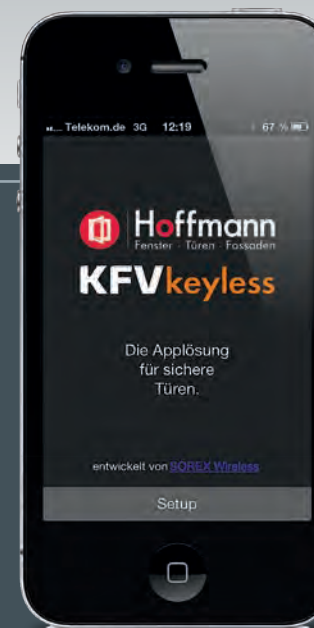 Telekom.de 3G 12:19 67 %
Hoffmann
Fenster · Türen · Fassaden
KFVkeyless
Die Applösung
für sichere
Türen.
entwickelt von SOREX Wireless
Setup